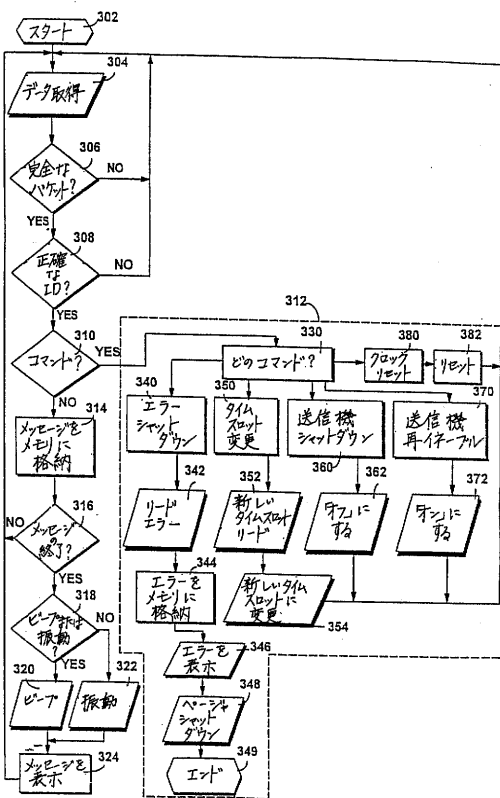 302
スタート
304
データ取得
306
完全な
パケット?
NO
YES
308
正確
な
ID?
NO
YES
310
コマンド?
YES
NO
314
メッセージを
メモリに
格納
316
メッセージ
の
終了?
NO
YES
318
ビープまたは
振動
?
NO
YES
320
ビープ
322
振動
324
メッセージを
表示
312
330
どのコマンド?
380
クロック
リセット
382
リセット
340
エラー
シャット
ダウン
350
タイム
スロット
変更
送信機
シャットダウン
360
370
送信機
再-イネーブル
342
リード
エラー
352
新しい
タイムスロット
リード
362
「オフ」に
する
372
「オン」に
する
344
エラーを
メモリに
格納
新しいタイム
スロットに
変更
354
346
エラーを
表示
348
ページャ
シャット
ダウン
349
エンド